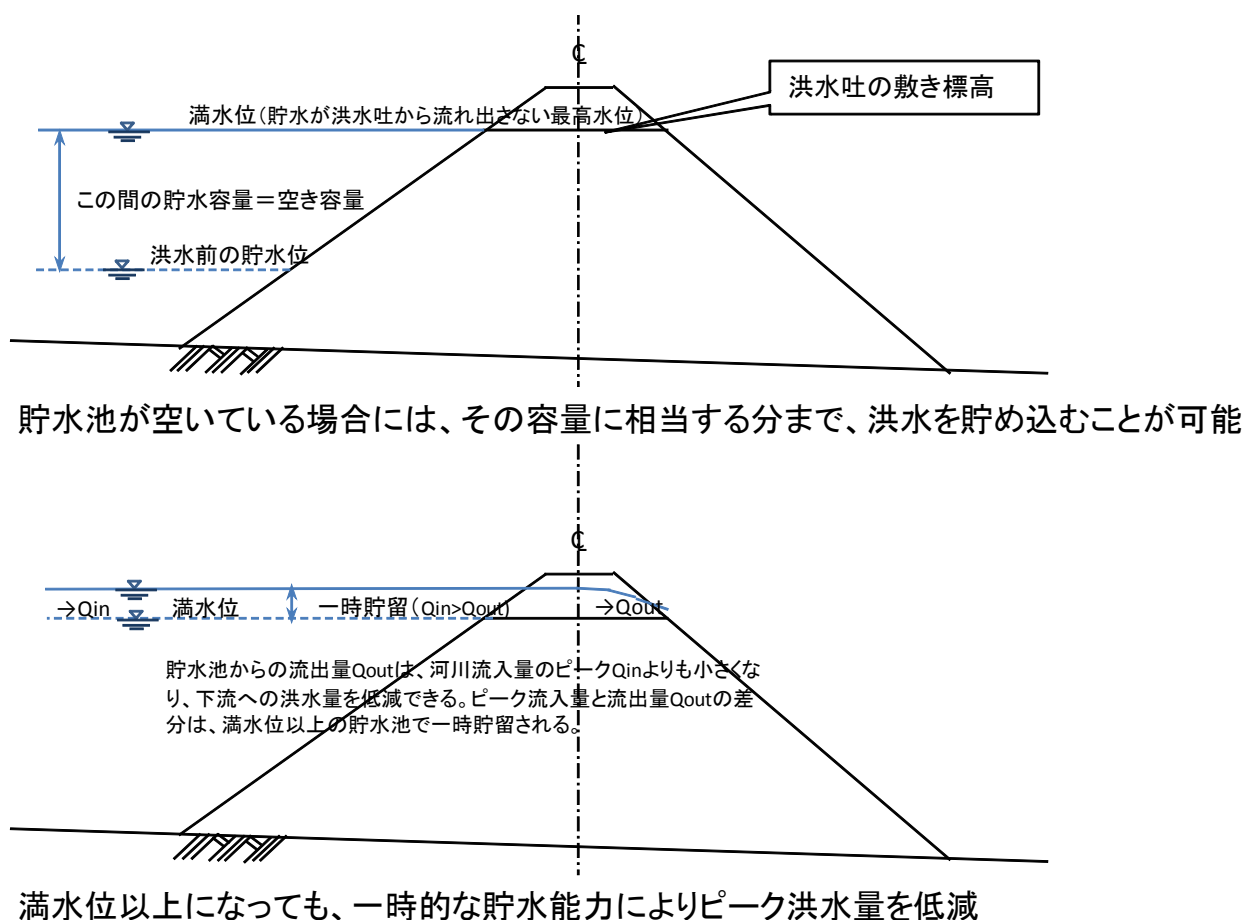 ℄
洪水吐の敷き標高
満水位(貯水が洪水吐から流れ出さない最高水位)
この間の貯水容量＝空き容量
洪水前の貯水位
貯水池が空いている場合には、その容量に相当する分まで、洪水を貯め込むことが可能
℄
→Qin 満水位 一時貯留(Qin>Qout) →Qout
貯水池からの流出量Qoutは、河川流入量のピークQinよりも小さくな
り、下流への洪水量を低減できる。ピーク流入量と流出量Qoutの差
分は、満水位以上の貯水池で一時貯留される。
満水位以上になっても、一時的な貯水能力によりピーク洪水量を低減